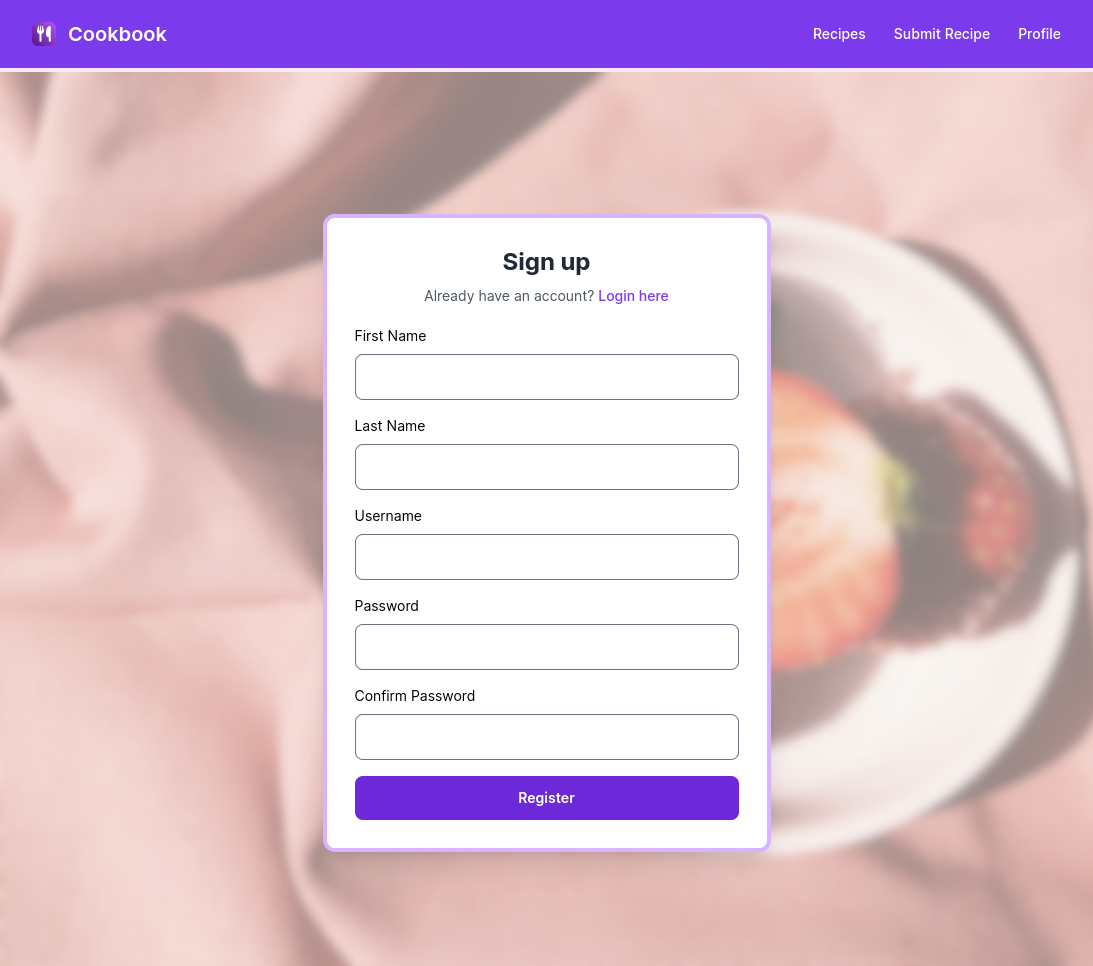 Cookbook
Recipes Submit Recipe Profile
Sign up
Already have an account? Login here
First Name
Last Name
Username
Password
Confirm Password
Register